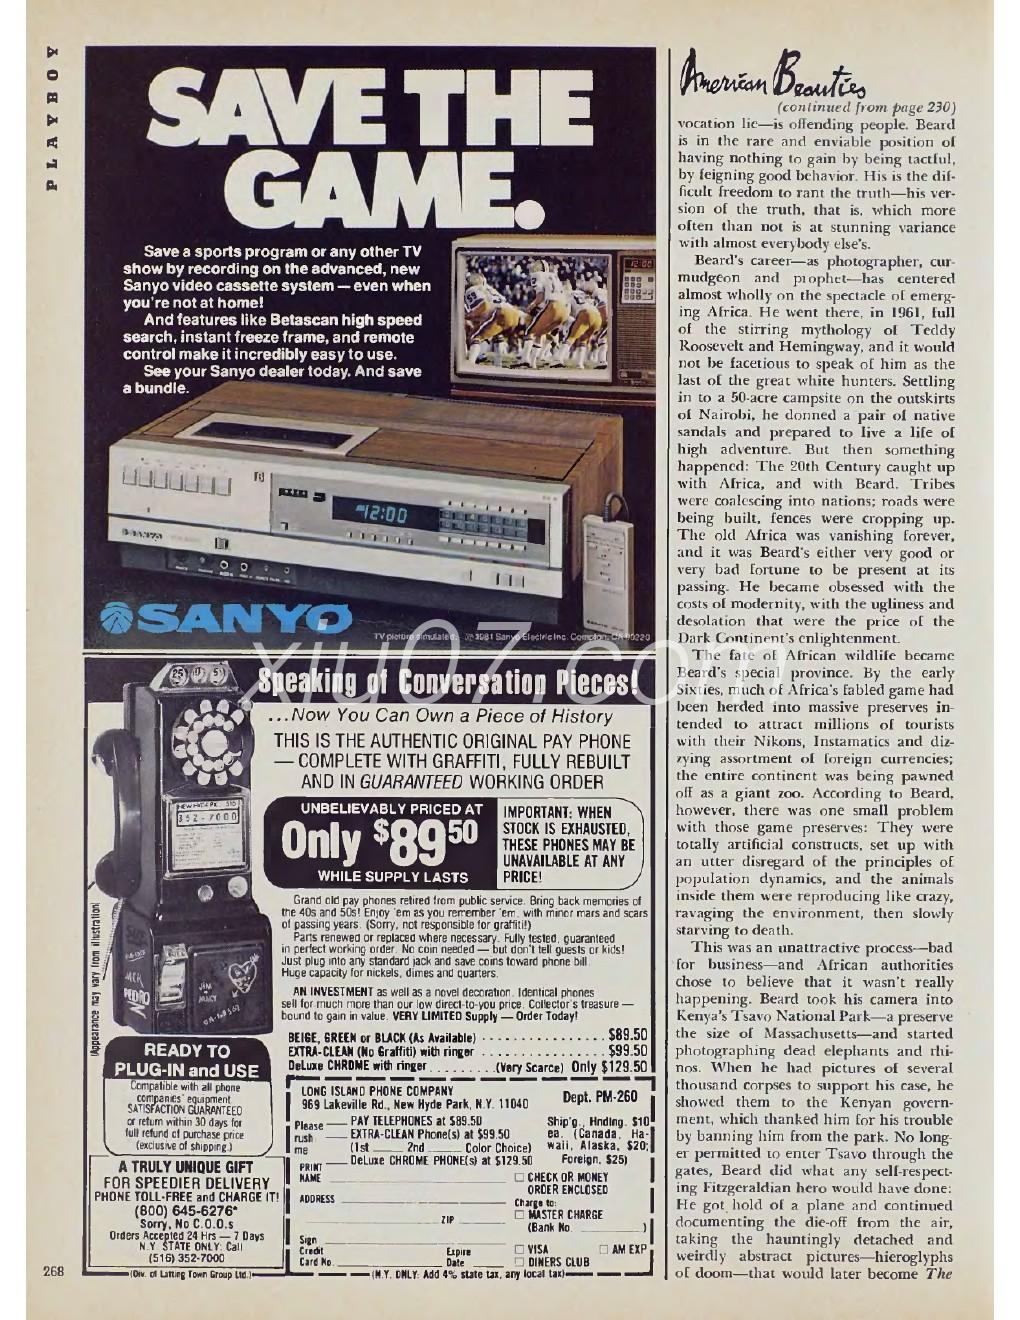 PLAYBOY
SAVE THE
GAME.
Save a sports program or any other TV
show by recording on the advanced, new
Sanyo video cassette system — even when
you're not at home!
And features like Betascan high speed
search, instant freeze frame, and remote
control make it incredibly easy to use.
See your Sanyo dealer today. And save
a bundle.
12:00
12:00
SANYO
SANYO
TV picture simulated. © 1981 Sanyo Electric Inc. Compton, CA 90220
xiu07.com
Speaking of Conversation Pieces!
...Now You Can Own a Piece of History
THIS IS THE AUTHENTIC ORIGINAL PAY PHONE
— COMPLETE WITH GRAFFITI, FULLY REBUILT
AND IN GUARANTEED WORKING ORDER
UNBELIEVABLY PRICED AT
Only $89 50
WHILE SUPPLY LASTS
IMPORTANT: WHEN
STOCK IS EXHAUSTED,
THESE PHONES MAY BE
UNAVAILABLE AT ANY
PRICE!
25 10 5
NEW HYDE PK. 516
352-7000
PEDRO
(Appearance may vary from illustration)
Grand old pay phones retired from public service. Bring back memories of
the 40s and 50s! Enjoy 'em as you remember 'em, with minor mars and scars
of passing years. (Sorry, not responsible for graffiti!)
Parts renewed or replaced where necessary. Fully tested, guaranteed
in perfect working order. No coin needed — but don't tell guests or kids!
Just plug into any standard jack and save coins toward phone bill.
Huge capacity for nickels, dimes and quarters.
AN INVESTMENT as well as a novel decoration. Identical phones
sell for much more than our low direct-to-you price. Collector's treasure —
bound to gain in value. VERY LIMITED Supply — Order Today!
BEIGE, GREEN or BLACK (As Available) . . . . . . . . . . . . . . . . . $89.50
EXTRA-CLEAN (No Graffiti) with ringer . . . . . . . . . . . . . . . . . $99.50
DeLuxe CHROME with ringer . . . . . . . . . (Very Scarce) Only $129.50
READY TO
PLUG-IN and USE
Compatible with all phone
companies' equipment
SATISFACTION GUARANTEED
or return within 30 days for
full refund of purchase price
(exclusive of shipping.)
A TRULY UNIQUE GIFT
FOR SPEEDIER DELIVERY
PHONE TOLL-FREE and CHARGE IT!
(800) 645-6276*
Sorry, No C.O.D.s
Orders Accepted 24 Hrs — 7 Days
N.Y. STATE ONLY: Call
(516) 352-7000
(Div. of Latting Town Group Ltd.)
LONG ISLAND PHONE COMPANY
969 Lakeville Rd., New Hyde Park, N.Y. 11040
Dept. PM-260
Please
rush
me
PAY TELEPHONES at $89.50
EXTRA-CLEAN Phone(s) at $99.50
(1st 2nd Color Choice)
DeLuxe CHROME PHONE(S) at $129.50
Ship'g., Hndlng. $10
ea. (Canada, Ha-
waii, Alaska, $20;
Foreign, $25)
PRINT
NAME
ADDRESS
ZIP
Sign
Credit
Card No.
Expire
Date
CHECK OR MONEY
ORDER ENCLOSED
Charge to:
MASTER CHARGE
(Bank No. )
VISA AM EXP
DINERS CLUB
(N.Y. ONLY: Add 4% state tax, any local tax)
268
American Beauties
(continued from page 230)
vocation lie—is offending people. Beard
is in the rare and enviable position of
having nothing to gain by being tactful,
by feigning good behavior. His is the dif-
ficult freedom to rant the truth—his ver-
sion of the truth, that is, which more
often than not is at stunning variance
with almost everybody else's.
Beard's career—as photographer, cur-
mudgeon and prophet—has centered
almost wholly on the spectacle of emerg-
ing Africa. He went there, in 1961, full
of the stirring mythology of Teddy
Roosevelt and Hemingway, and it would
not be facetious to speak of him as the
last of the great white hunters. Settling
in to a 50-acre campsite on the outskirts
of Nairobi, he donned a pair of native
sandals and prepared to live a life of
high adventure. But then something
happened: The 20th Century caught up
with Africa, and with Beard. Tribes
were coalescing into nations; roads were
being built, fences were cropping up.
The old Africa was vanishing forever,
and it was Beard's either very good or
very bad fortune to be present at its
passing. He became obsessed with the
costs of modernity, with the ugliness and
desolation that were the price of the
Dark Continent's enlightenment.
The fate of African wildlife became
Beard's special province. By the early
Sixties, much of Africa's fabled game had
been herded into massive preserves in-
tended to attract millions of tourists
with their Nikons, Instamatics and diz-
zying assortment of foreign currencies;
the entire continent was being pawned
off as a giant zoo. According to Beard,
however, there was one small problem
with those game preserves: They were
totally artificial constructs, set up with
an utter disregard of the principles of
population dynamics, and the animals
inside them were reproducing like crazy,
ravaging the environment, then slowly
starving to death.
This was an unattractive process—bad
for business—and African authorities
chose to believe that it wasn't really
happening. Beard took his camera into
Kenya's Tsavo National Park—a preserve
the size of Massachusetts—and started
photographing dead elephants and rhi-
nos. When he had pictures of several
thousand corpses to support his case, he
showed them to the Kenyan govern-
ment, which thanked him for his trouble
by banning him from the park. No long-
er permitted to enter Tsavo through the
gates, Beard did what any self-respect-
ing Fitzgeraldian hero would have done:
He got hold of a plane and continued
documenting the die-off from the air,
taking the hauntingly detached and
weirdly abstract pictures—hieroglyphs
of doom—that would later become The